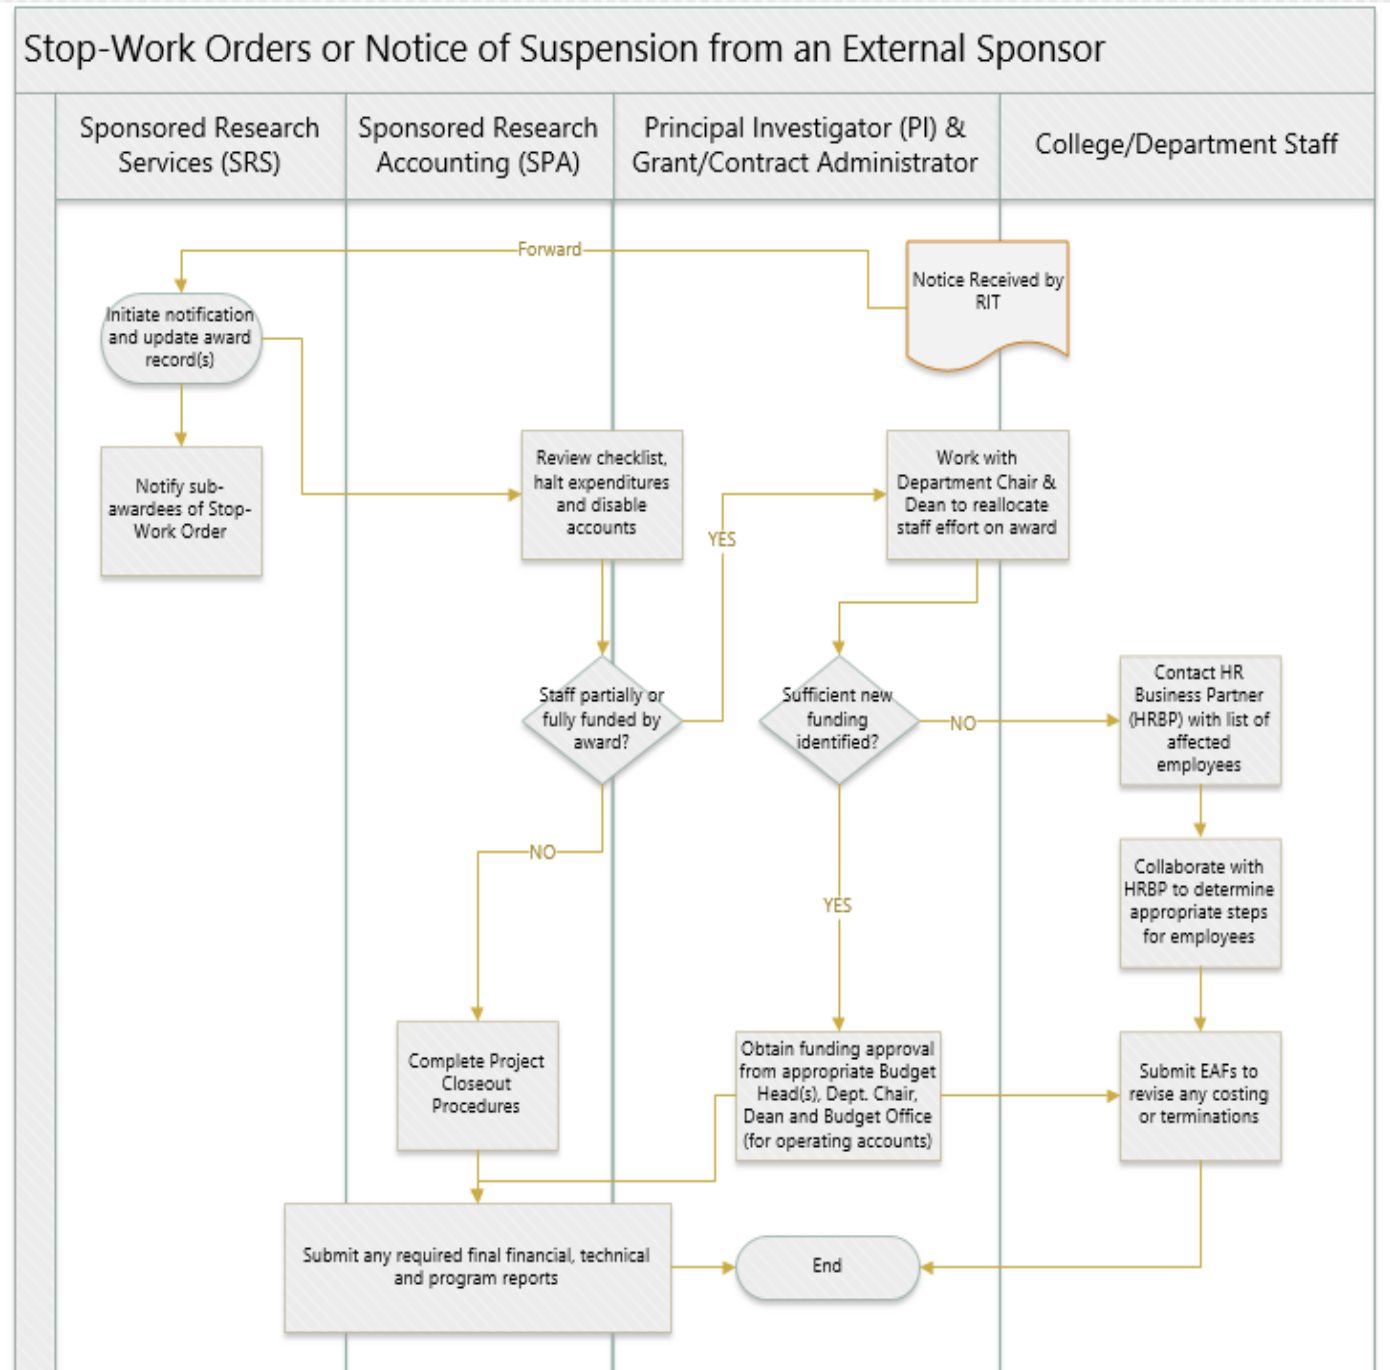 Stop-Work Orders or Notice of Suspension from an External Sponsor
Sponsored Research
Services (SRS)
Sponsored Research
Accounting (SPA)
Principal Investigator (PI) &
Grant/Contract Administrator
College/Department Staff
Forward
Notice Received by
RIT
Initiate notification
and update award
record(s)
Notify sub-
awardees of Stop-
Work Order
Review checklist,
halt expenditures
and disable
accounts
YES
Work with
Department Chair &
Dean to reallocate
staff effort on award
Staff partially or
fully funded by
award?
Sufficient new
funding
identified?
NO
Contact HR
Business Partner
(HRBP) with list of
affected
employees
NO
YES
Collaborate with
HRBP to determine
appropriate steps
for employees
Complete Project
Closeout
Procedures
Obtain funding approval
from appropriate Budget
Head(s), Dept. Chair,
Dean and Budget Office
(for operating accounts)
Submit EAFs to
revise any costing
or terminations
Submit any required final financial, technical
and program reports
End